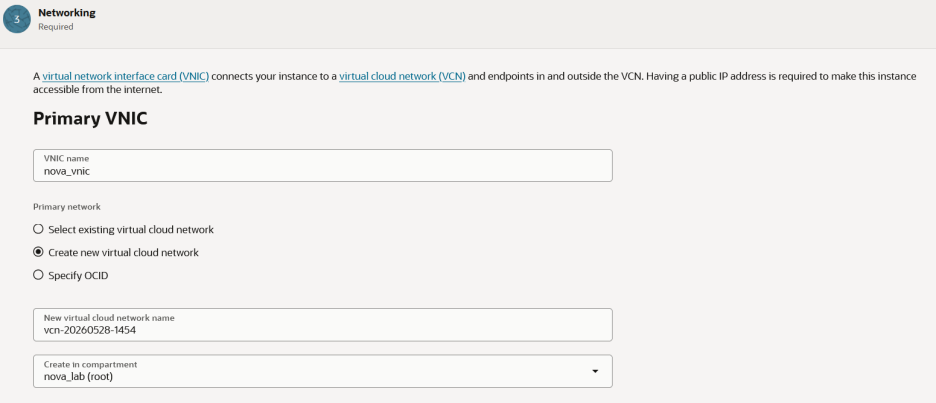 3
Networking
Required
A virtual network interface card (VNIC) connects your instance to a virtual cloud network (VCN) and endpoints in and outside the VCN. Having a public IP address is required to make this instance
accessible from the internet.
Primary VNIC
VNIC name
nova_vnic
Primary network
Select existing virtual cloud network
Create new virtual cloud network
Specify OCID
New virtual cloud network name
vcn-20260528-1454
Create in compartment
nova_lab (root)